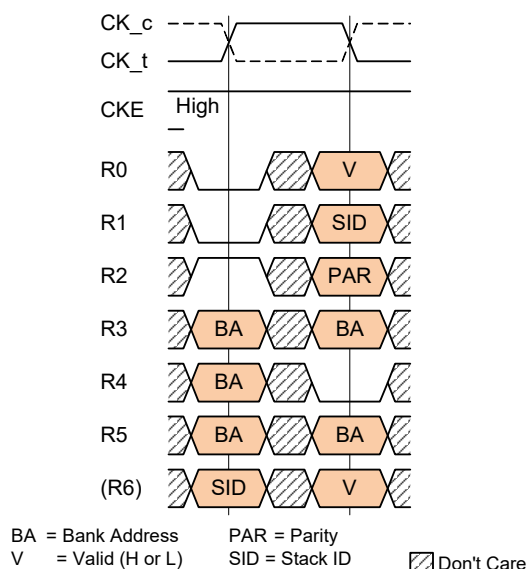 CK_c
CK_t
CKE High
R0 V
R1 SID
R2 PAR
R3 BA BA
R4 BA
R5 BA BA
(R6) SID V
BA = Bank Address PAR = Parity
V = Valid (H or L) SID = Stack ID Don't Care